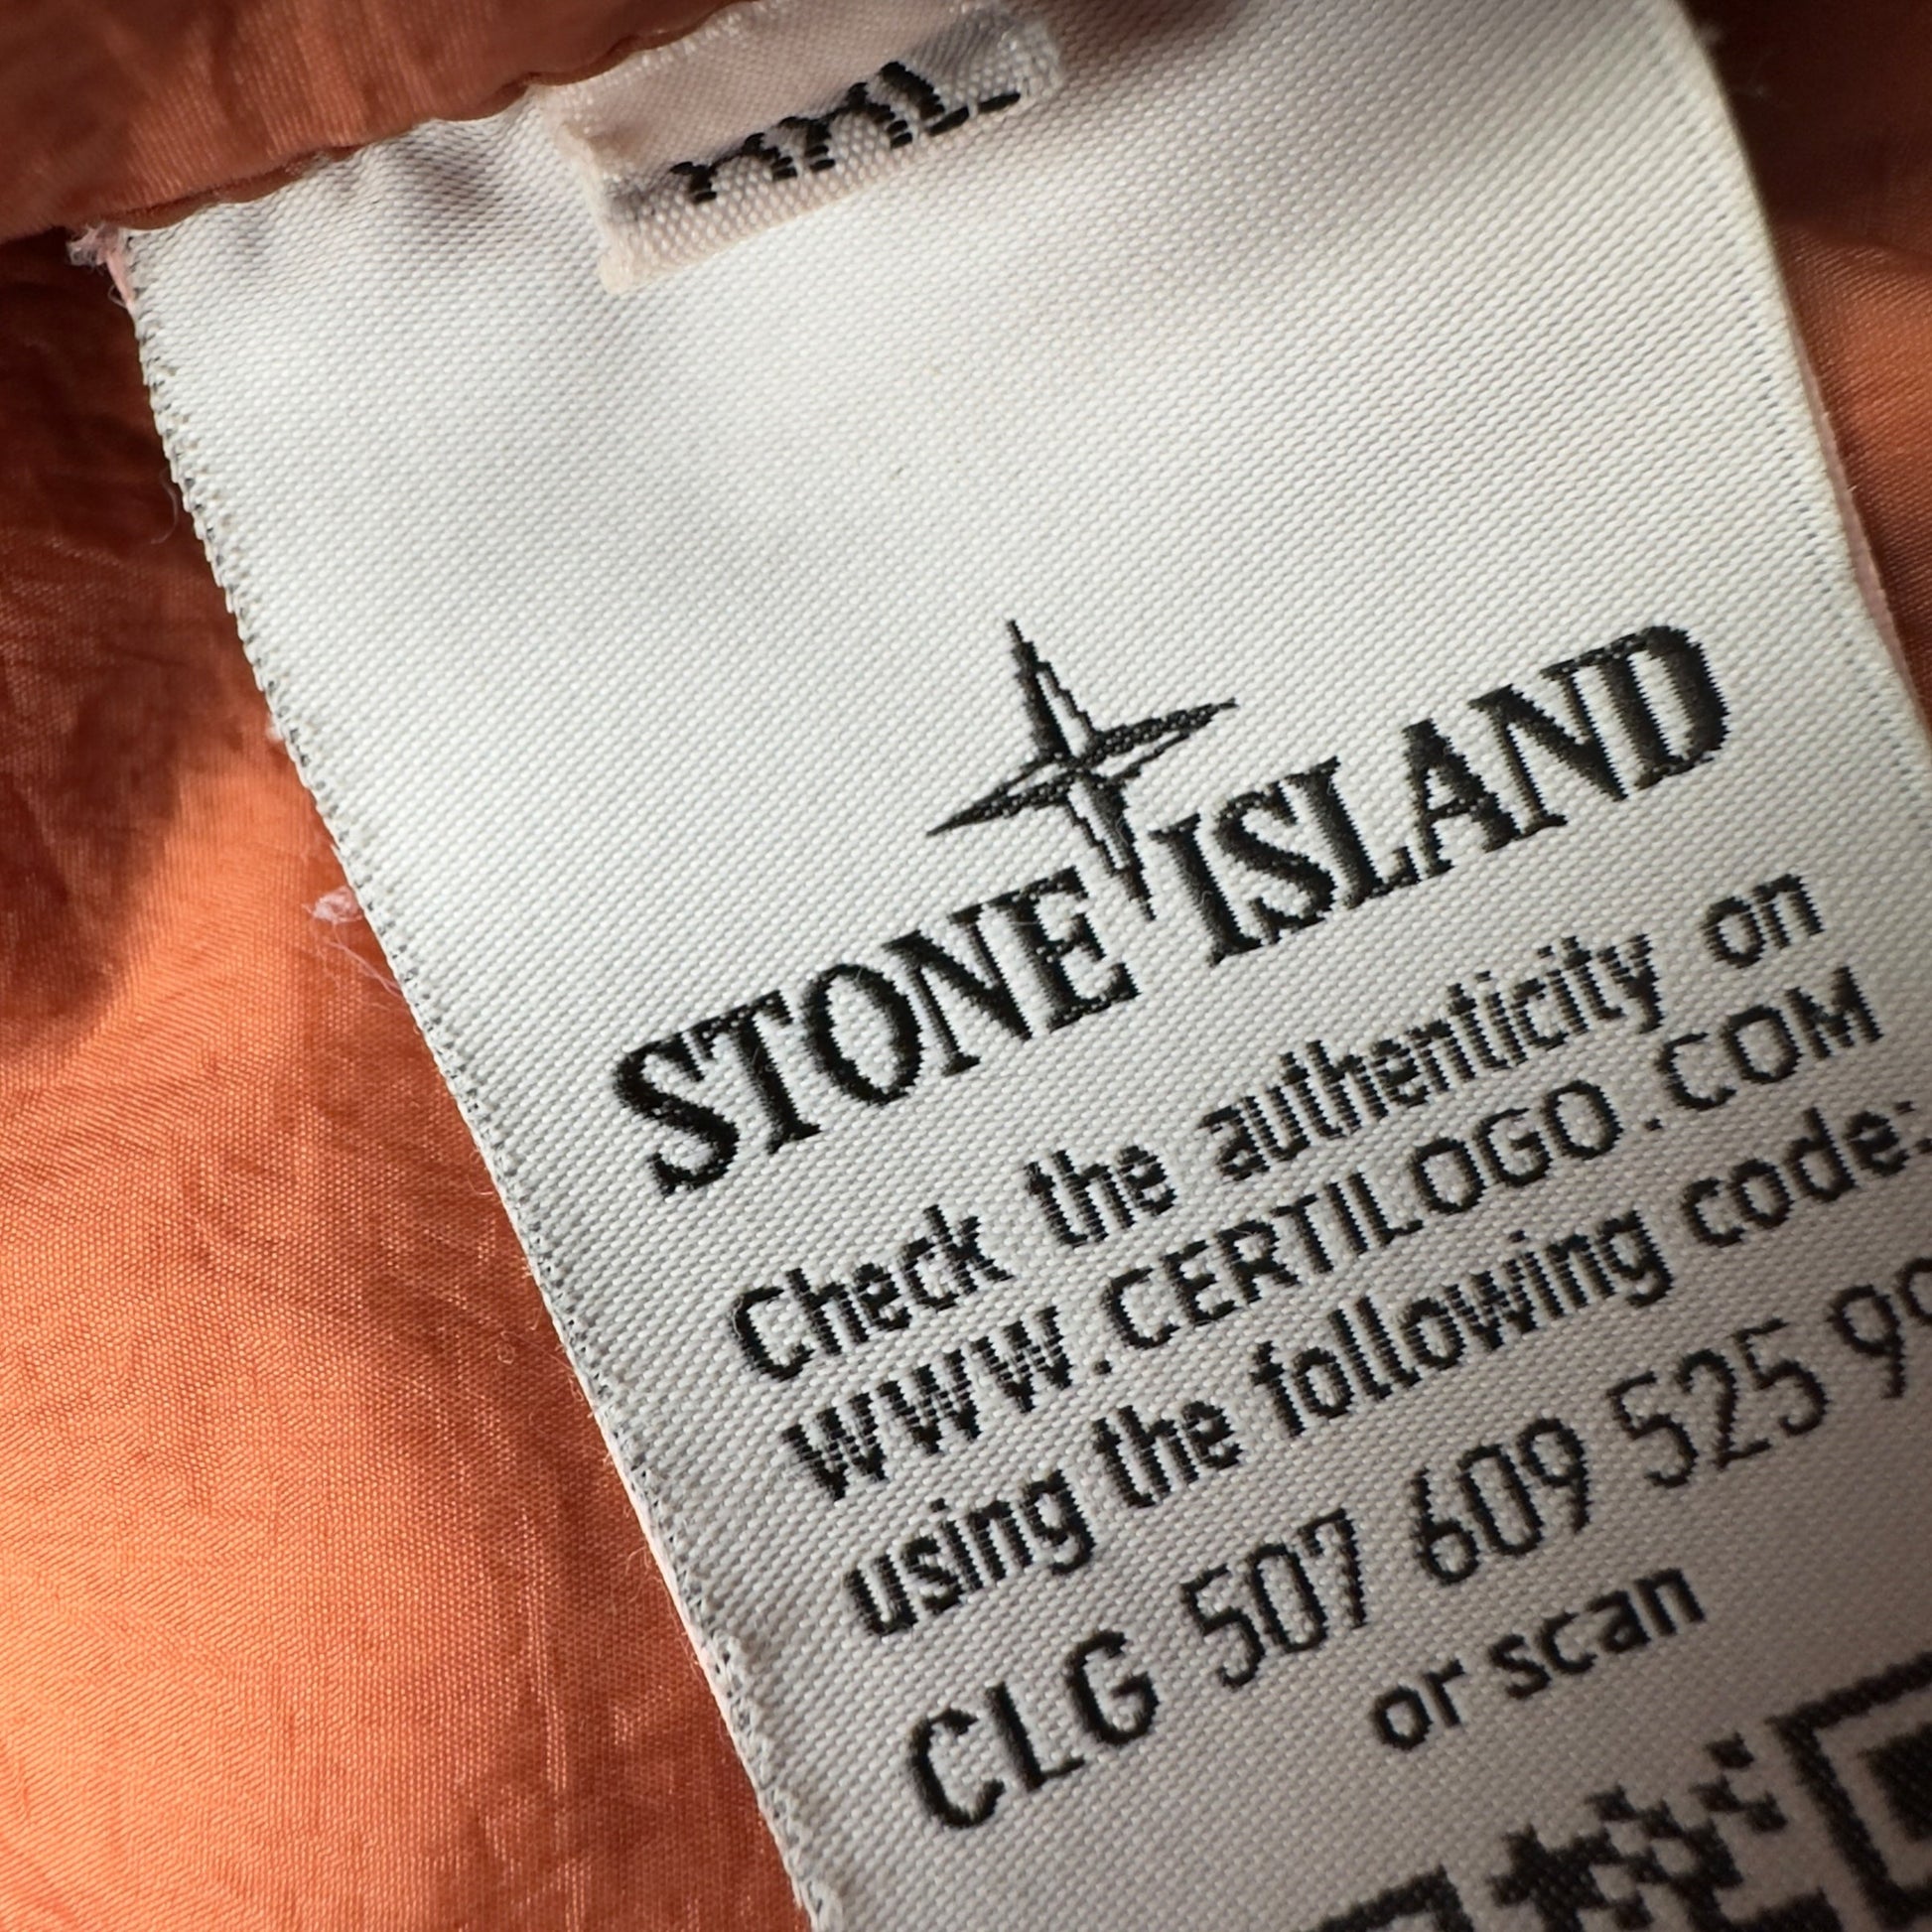 STONE ISLAND
Check the authenticity on
WWW.CERTILOGO.COM
using the following code:
CLG 507 609 525
or scan